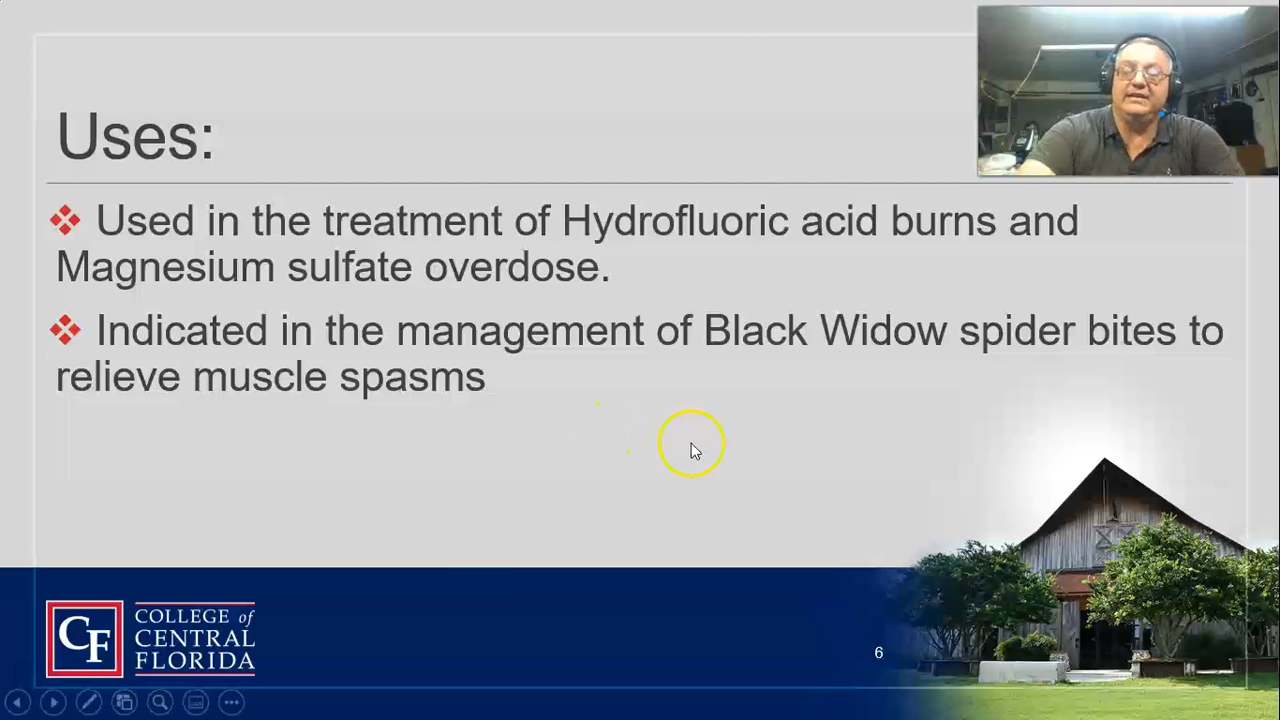 Uses:
❖ Used in the treatment of Hydrofluoric acid burns and
Magnesium sulfate overdose.
❖ Indicated in the management of Black Widow spider bites to
relieve muscle spasms
CF
COLLEGE of
CENTRAL
FLORIDA
6